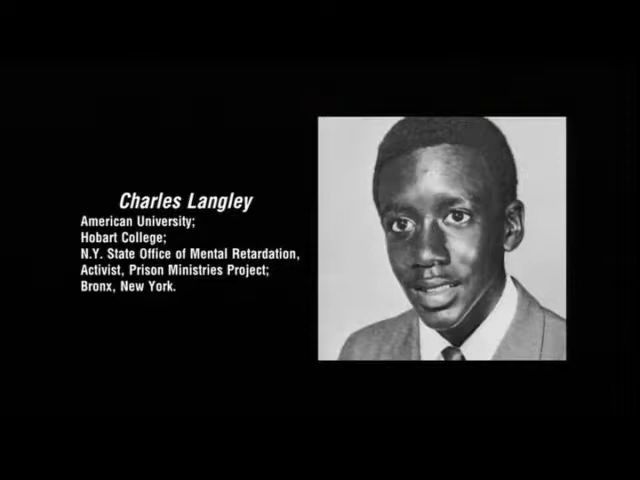 Charles Langley
American University;
Hobart College;
N.Y. State Office of Mental Retardation,
Activist, Prison Ministries Project;
Bronx, New York.